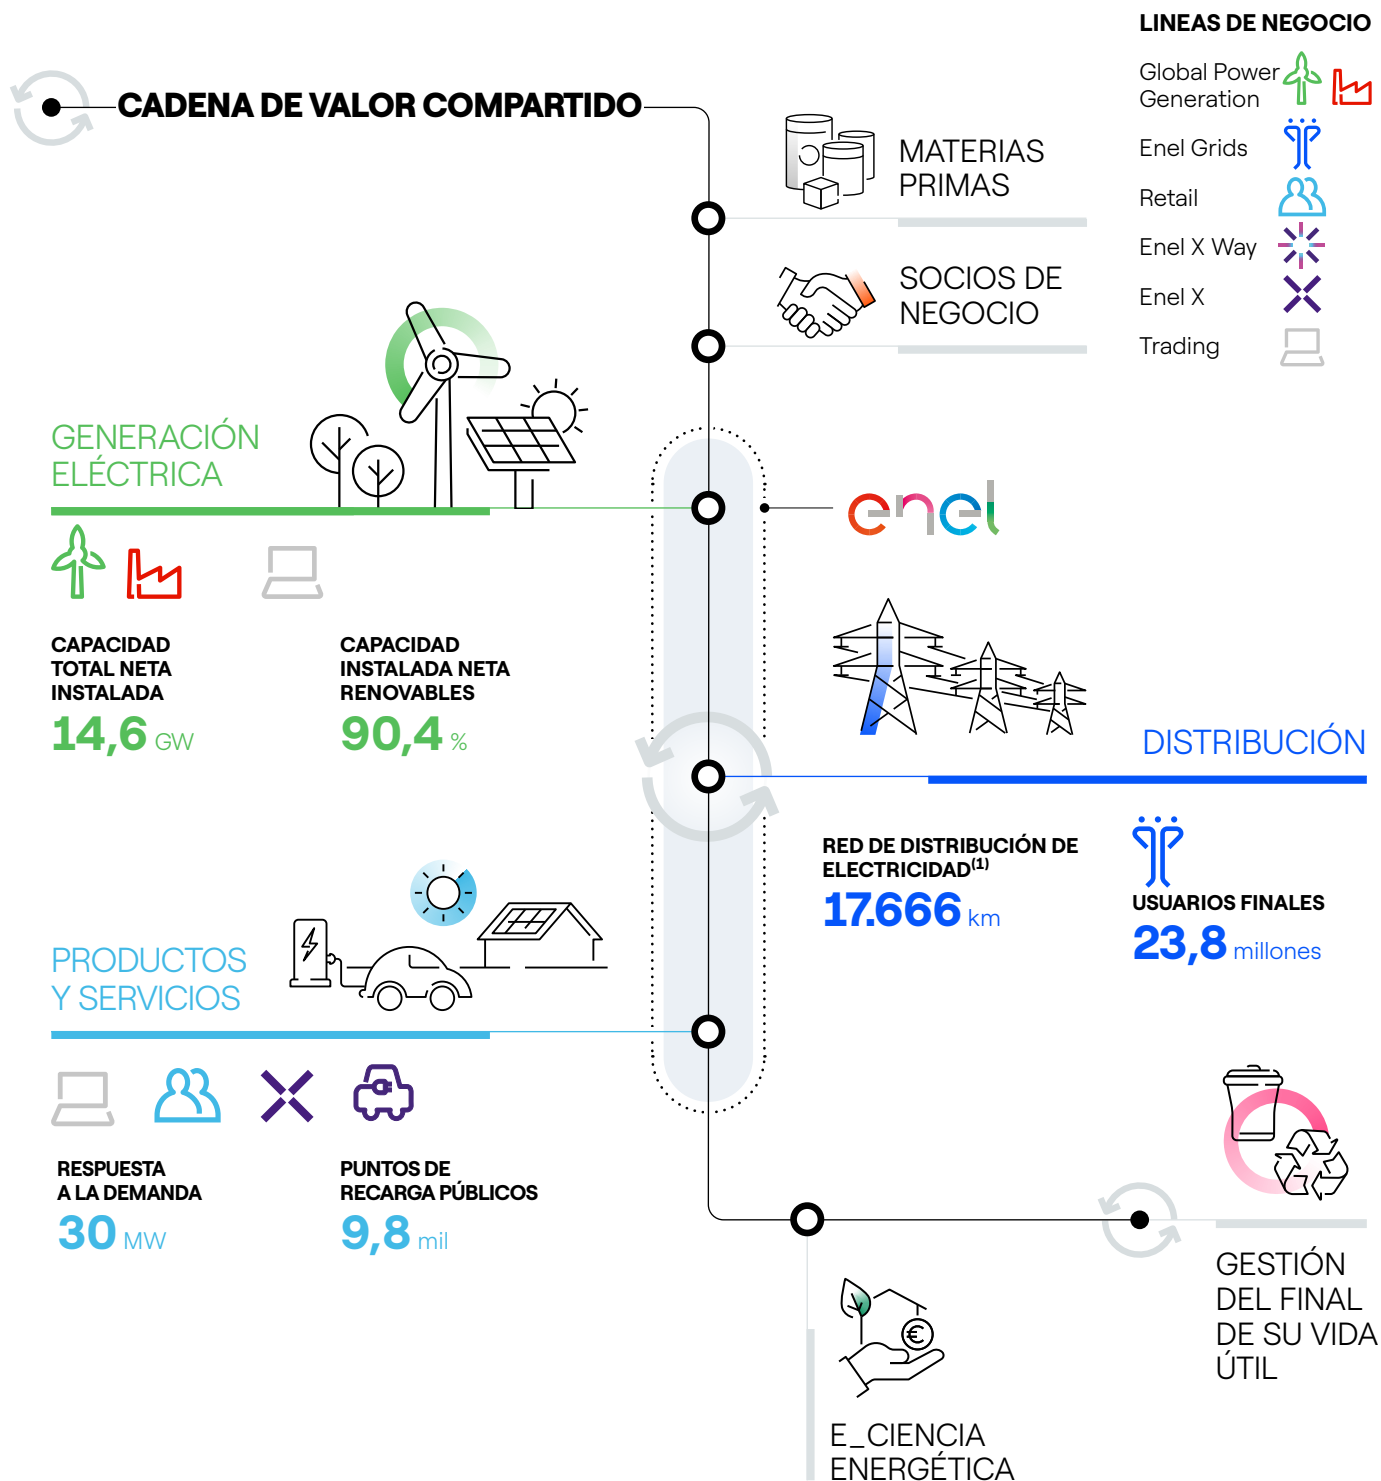 LINEAS DE NEGOCIO
Global Power
Generation
Enel Grids
Retail
Enel X Way
Enel X
Trading
CADENA DE VALOR COMPARTIDO
MATERIAS
PRIMAS
SOCIOS DE
NEGOCIO
GENERACIÓN
ELÉCTRICA
enel
CAPACIDAD
TOTAL NETA
INSTALADA
14,6 GW
CAPACIDAD
INSTALADA NETA
RENOVABLES
90,4 %
DISTRIBUCIÓN
RED DE DISTRIBUCIÓN DE
ELECTRICIDAD(1)
17.666 km
USUARIOS FINALES
23,8 millones
PRODUCTOS
Y SERVICIOS
RESPUESTA
A LA DEMANDA
30 MW
PUNTOS DE
RECARGA PÚBLICOS
9,8 mil
GESTIÓN
DEL FINAL
DE SU VIDA
ÚTIL
€
E_CIENCIA
ENERGÉTICA